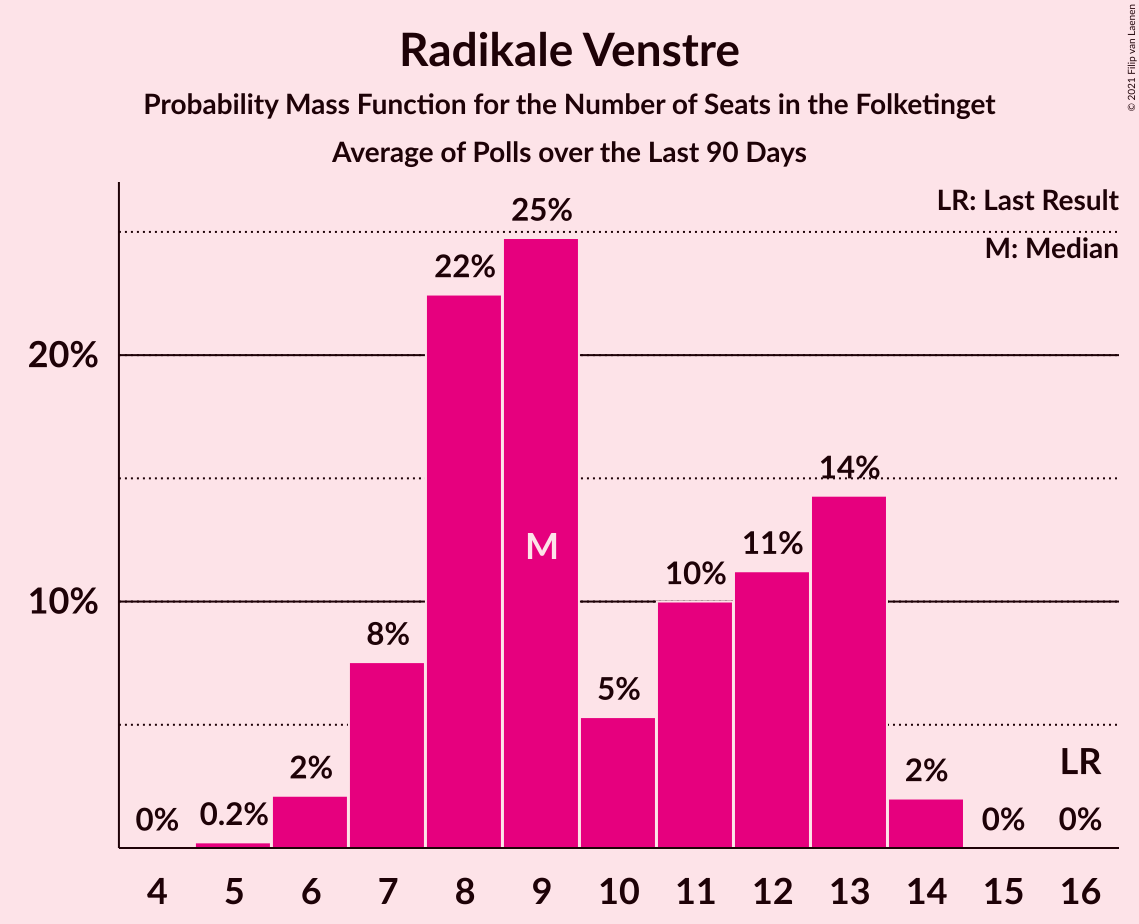 Radikale Venstre
Probability Mass Function for the Number of Seats in the Folketinget
Average of Polls over the Last 90 Days
© 2021 Filip van Laenen
LR: Last Result
M: Median
25%
22%
20%
14%
M
11%
10%
10%
8%
5%
2%
0.2%
0%
LR
2%
0%
0%
4 5 6 7 8 9 10 11 12 13 14 15 16